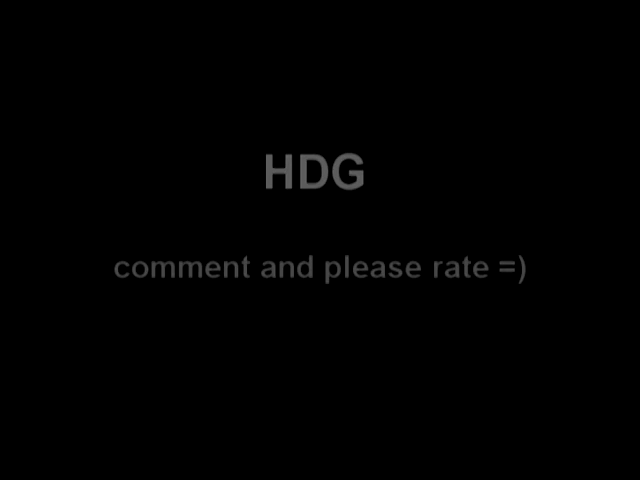 HDG
comment and please rate =)